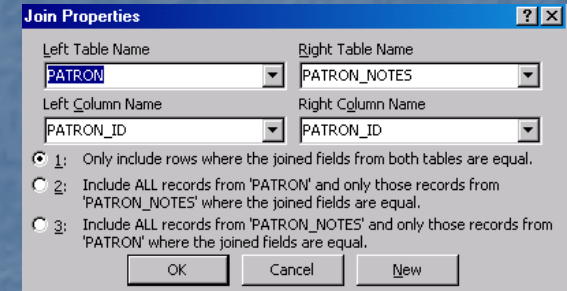 Join Properties
Left Table Name Right Table Name
PATRON PATRON_NOTES
Left Column Name Right Column Name
PATRON_ID PATRON_ID
1: Only include rows where the joined fields from both tables are equal.
2: Include ALL records from 'PATRON' and only those records from
'PATRON_NOTES' where the joined fields are equal.
3: Include ALL records from 'PATRON_NOTES' and only those records from
'PATRON' where the joined fields are equal.
OK Cancel New